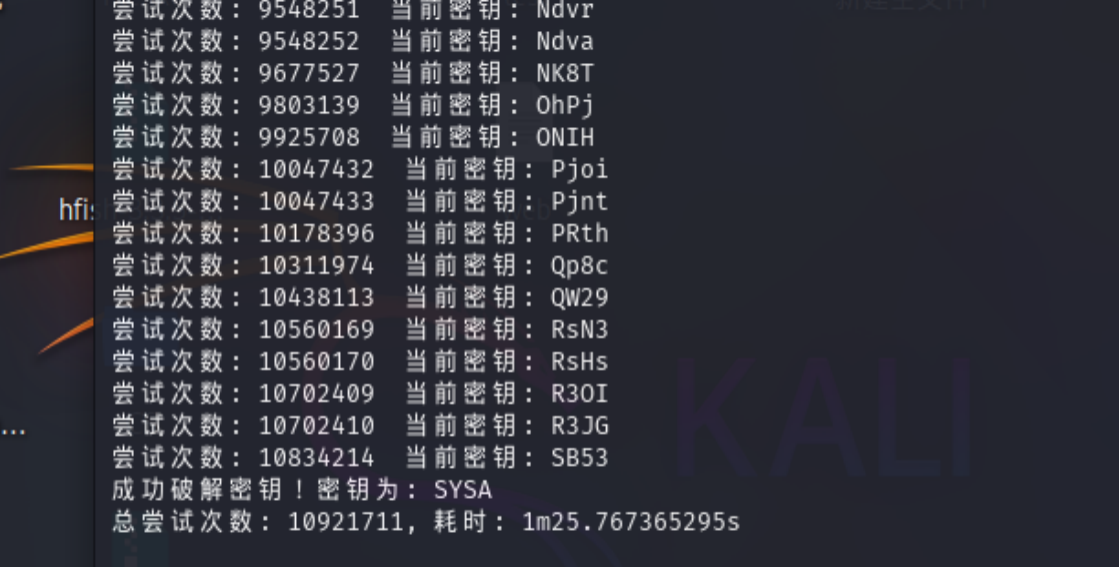 尝试次数: 9548251  当前密钥: Ndvr
尝试次数: 9548252  当前密钥: Ndva
尝试次数: 9677527  当前密钥: NK8T
尝试次数: 9803139  当前密钥: OhPj
尝试次数: 9925708  当前密钥: ONIH
尝试次数: 10047432  当前密钥: Pjoi
尝试次数: 10047433  当前密钥: Pjnt
尝试次数: 10178396  当前密钥: PRth
尝试次数: 10311974  当前密钥: Qp8c
尝试次数: 10438113  当前密钥: QW29
尝试次数: 10560169  当前密钥: RsN3
尝试次数: 10560170  当前密钥: RsHs
尝试次数: 10702409  当前密钥: R3OI
尝试次数: 10702410  当前密钥: R3JG
尝试次数: 10834214  当前密钥: SB53
成功破解密钥！密钥为: SYSA
总尝试次数: 10921711, 耗时: 1m25.767365295s
hfis
...
KALI